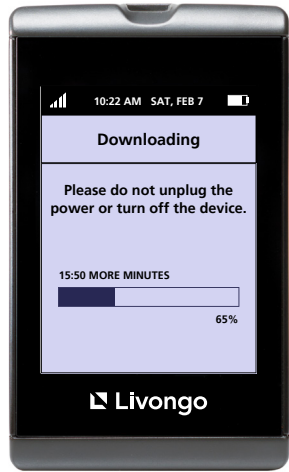 10:22 AM SAT, FEB 7
Downloading
Please do not unplug the
power or turn off the device.
15:50 MORE MINUTES
65%
Livongo